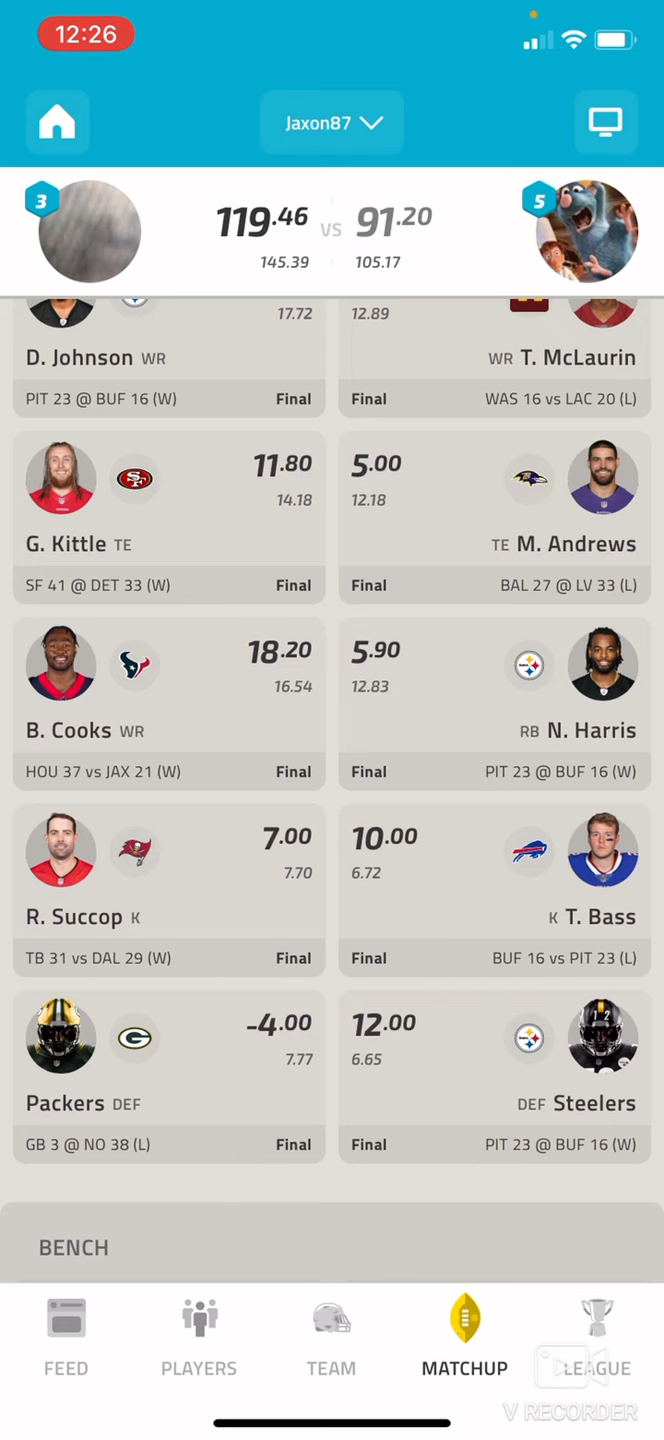 12:26
Jaxon87
3
119.46 VS 91.20
5
145.39 105.17
17.72 12.89
D. Johnson WR
WR T. McLaurin
PIT 23 @ BUF 16 (W) Final
Final WAS 16 vs LAC 20 (L)
11.80 5.00
14.18 12.18
G. Kittle TE
TE M. Andrews
SF 41 @ DET 33 (W) Final
Final BAL 27 @ LV 33 (L)
18.20 5.90
16.54 12.83
B. Cooks WR
RB N. Harris
HOU 37 vs JAX 21 (W) Final
Final PIT 23 @ BUF 16 (W)
7.00 10.00
7.70 6.72
R. Succop K
K T. Bass
TB 31 vs DAL 29 (W) Final
Final BUF 16 vs PIT 23 (L)
-4.00 12.00
7.77 6.65
Packers DEF
DEF Steelers
GB 3 @ NO 38 (L) Final
Final PIT 23 @ BUF 16 (W)
BENCH
FEED PLAYERS TEAM MATCHUP LEAGUE
V RECORDER